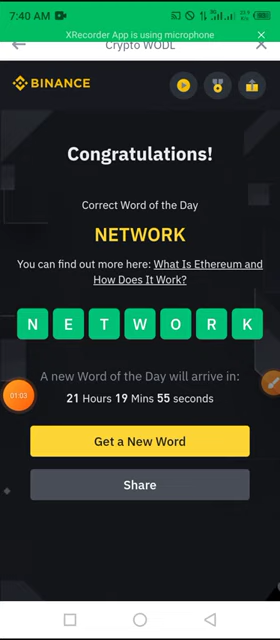 7:40 AM
XRecorder App is using microphone
Crypto WODL
BINANCE
Congratulations!
Correct Word of the Day
NETWORK
You can find out more here: What Is Ethereum and
How Does It Work?
N E T W O R K
A new Word of the Day will arrive in:
01:03
21 Hours 19 Mins 55 seconds
Get a New Word
Share